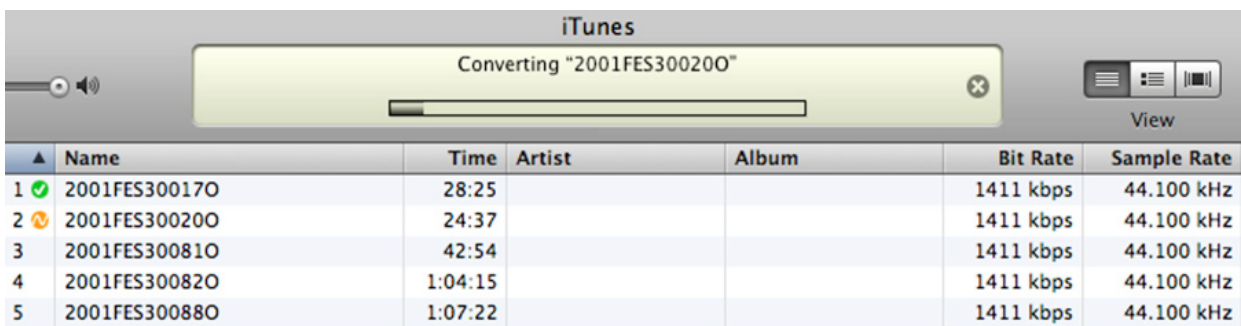 iTunes
Converting “2001FES30020O”
View
Name Time Artist Album Bit Rate Sample Rate
1 2001FES30017O 28:25 1411 kbps 44.100 kHz
2 2001FES30020O 24:37 1411 kbps 44.100 kHz
3 2001FES30081O 42:54 1411 kbps 44.100 kHz
4 2001FES30082O 1:04:15 1411 kbps 44.100 kHz
5 2001FES30088O 1:07:22 1411 kbps 44.100 kHz